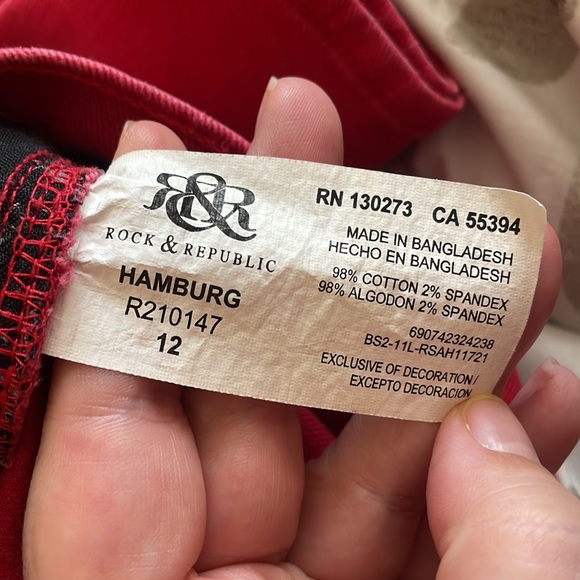 R&R
ROCK & REPUBLIC
HAMBURG
R210147
12
RN 130273 CA 55394
MADE IN BANGLADESH
HECHO EN BANGLADESH
98% COTTON 2% SPANDEX
98% ALGODON 2% SPANDEX
690742324238
BS2-11L-RSAH11721
EXCLUSIVE OF DECORATION/
EXCEPTO DECORACION